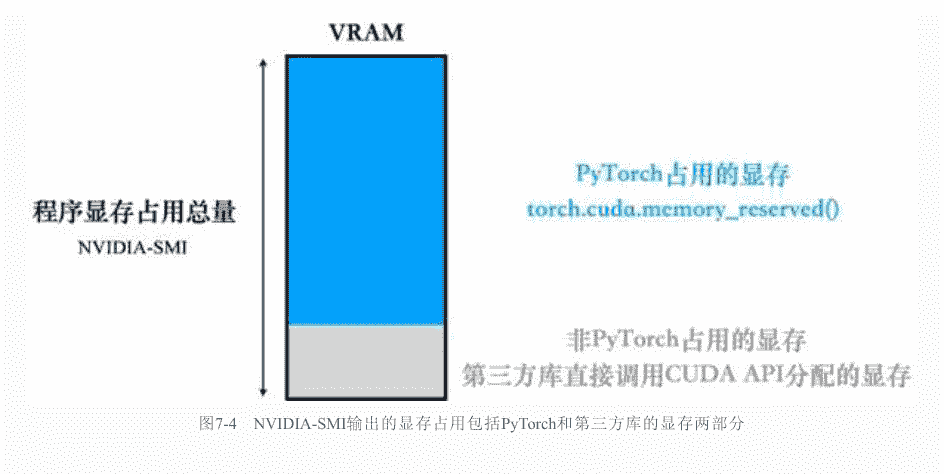 VRAM
程序显存占用总量
NVIDIA-SMI
PyTorch占用的显存
torch.cuda.memory_reserved()
非PyTorch占用的显存
第三方库直接调用CUDA API分配的显存
图7-4 NVIDIA-SMI输出的显存占用包括PyTorch和第三方库的显存两部分